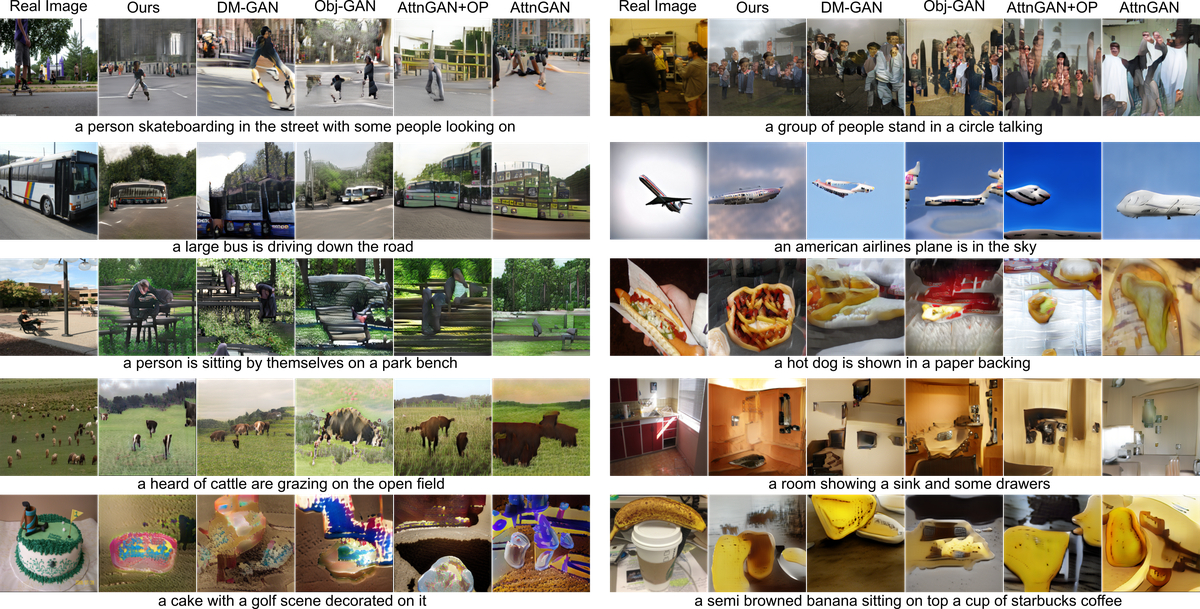 Real Image Ours DM-GAN Obj-GAN AttnGAN+OP AttnGAN
a person skateboarding in the street with some people looking on
a large bus is driving down the road
a person is sitting by themselves on a park bench
a heard of cattle are grazing on the open field
a cake with a golf scene decorated on it
Real Image Ours DM-GAN Obj-GAN AttnGAN+OP AttnGAN
a group of people stand in a circle talking
an american airlines plane is in the sky
a hot dog is shown in a paper backing
a room showing a sink and some drawers
a semi browned banana sitting on top a cup of starbucks coffee